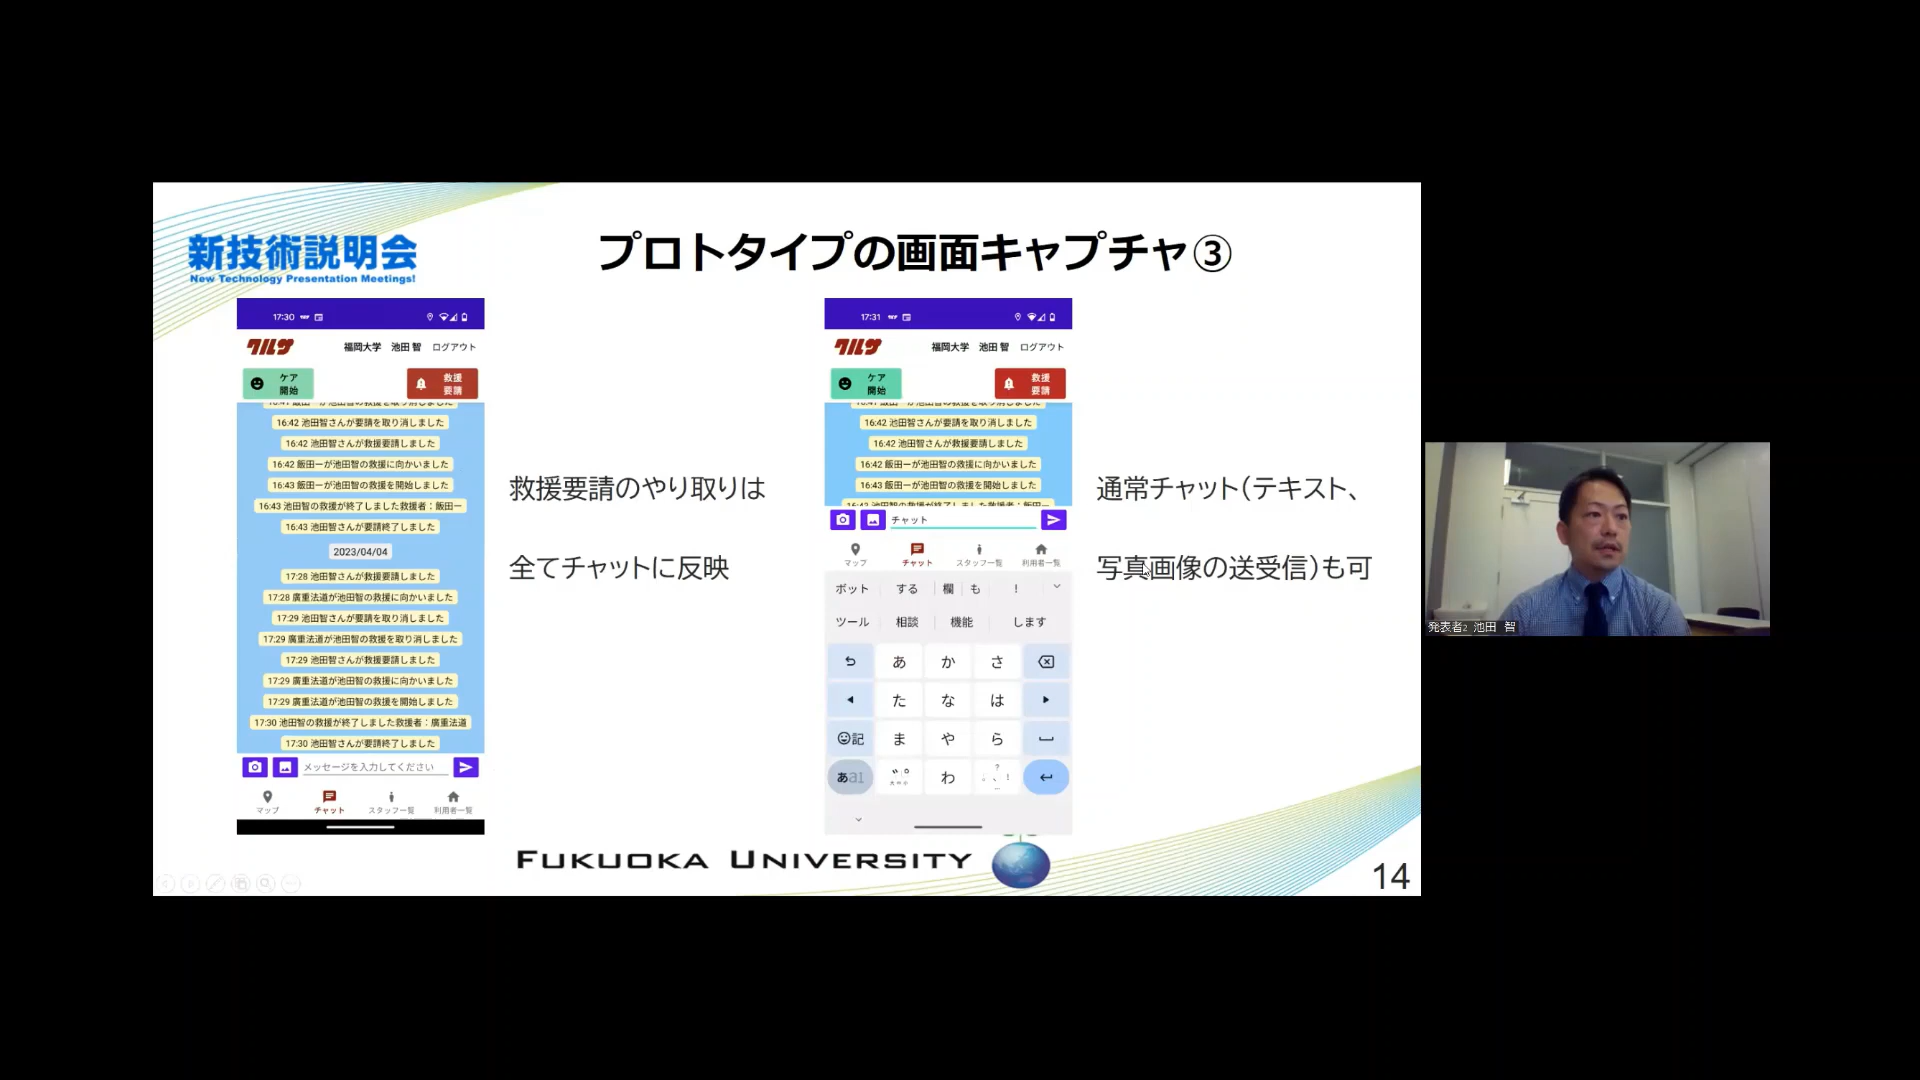 新技術説明会
New Technology Presentation Meetings!
プロトタイプの画面キャプチャ③
17:30
クルサ 福岡大学 池田 智 ログアウト
ケア
開始
救援
要請
16:42 池田智さんが要請を取り消しました
16:42 池田智さんが救援要請しました
16:42 飯田一が池田智の救援に向かいました
16:43 飯田一が池田智の救援を開始しました
16:43 池田智の救援が終了しました救援者：飯田一
16:43 池田智さんが要請終了しました
2023/04/04
17:28 池田智さんが救援要請しました
17:28 廣重法道が池田智の救援に向かいました
17:29 池田智さんが要請を取り消しました
17:29 廣重法道が池田智の救援を取り消しました
17:29 池田智さんが救援要請しました
17:29 廣重法道が池田智の救援に向かいました
17:29 廣重法道が池田智の救援を開始しました
17:30 池田智の救援が終了しました救援者：廣重法道
17:30 池田智さんが要請終了しました
メッセージを入力してください
マップ チャット スタッフ一覧 利用者一覧
救援要請のやり取りは
全てチャットに反映
17:31
クルサ 福岡大学 池田 智 ログアウト
ケア
開始
救援
要請
16:42 池田智さんが要請を取り消しました
16:42 池田智さんが救援要請しました
16:42 飯田一が池田智の救援に向かいました
16:43 飯田一が池田智の救援を開始しました
チャット
マップ チャット スタッフ一覧 利用者一覧
ボット する 欄 も ！
ツール 相談 機能 します
あ か さ
た な は
記 ま や ら
あa1 わ
通常チャット（テキスト、
写真画像の送受信）も可
FUKUOKA UNIVERSITY
14
発表者2 池田 智